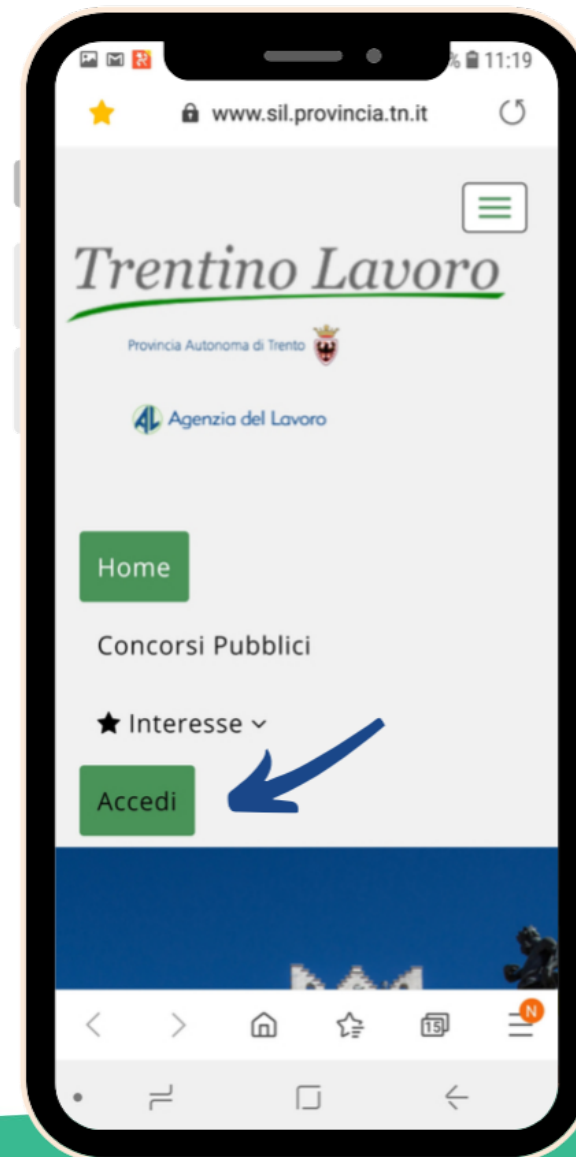 % 11:19
www.sil.provincia.tn.it
Trentino Lavoro
Provincia Autonoma di Trento
AL Agenzia del Lavoro
Home
Concorsi Pubblici
Interesse
Accedi
15
N